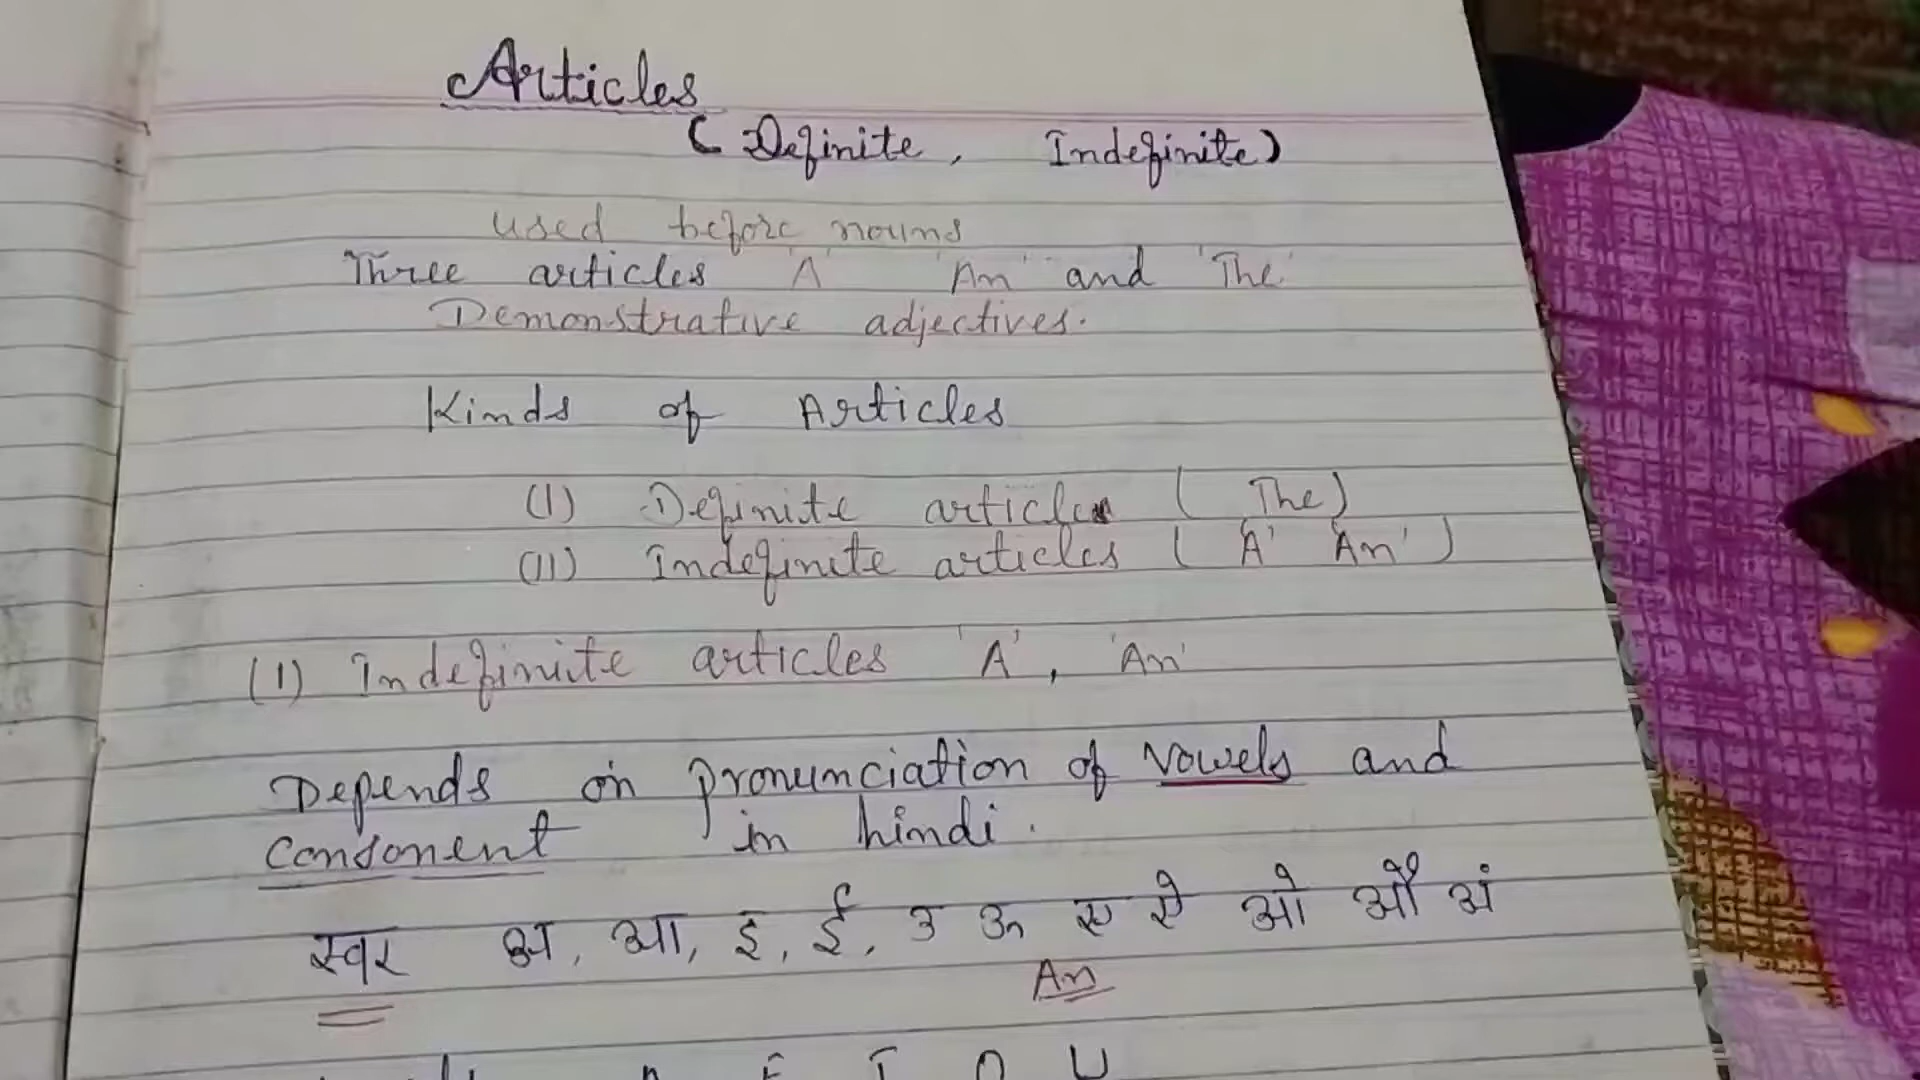 Articles
( Definite, Indefinite)
used before nouns
Three articles 'A' 'An' and 'The'
Demonstrative adjectives.
Kinds of Articles
(I) Definite articles ( The)
(II) Indefinite articles ( 'A' 'An' )
(I) Indefinite articles 'A', 'An'
Depends on pronunciation of vowels and
consonent in hindi.
स्वर अ, आ, इ, ई, उ ऊ ए ऐ ओ औ अं
An
A E I O U